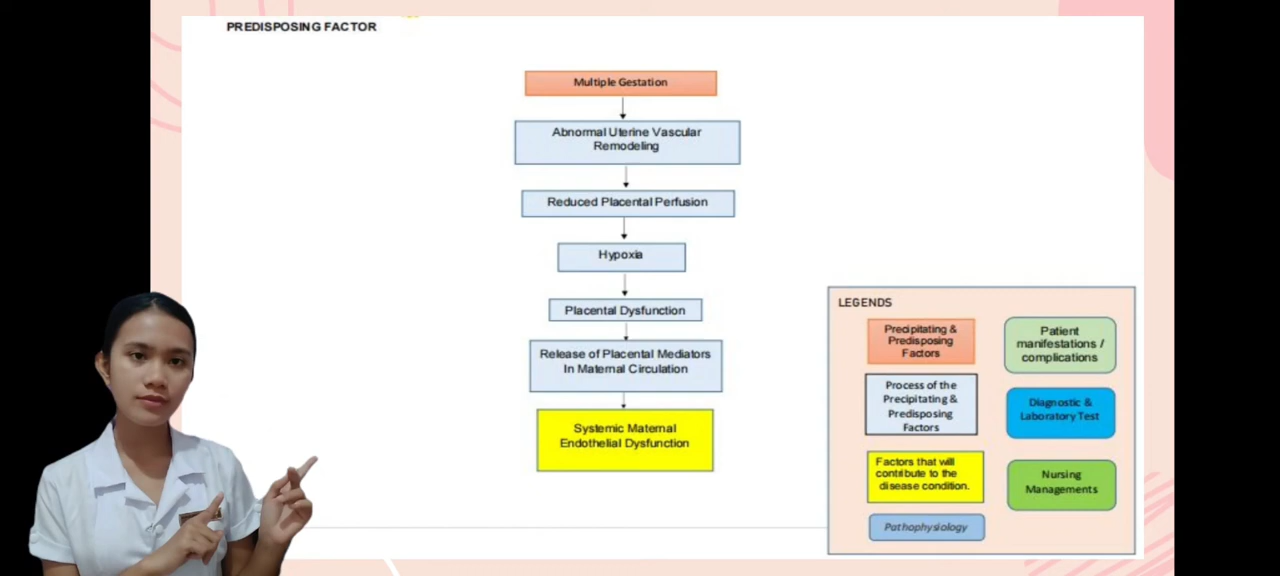 PREDISPOSING FACTOR
Multiple Gestation
Abnormal Uterine Vascular
Remodeling
Reduced Placental Perfusion
Hypoxia
Placental Dysfunction
Release of Placental Mediators
In Maternal Circulation
Systemic Maternal
Endothelial Dysfunction
LEGENDS
Precipitating &
Predisposing
Factors
Process of the
Precipitating &
Predisposing
Factors
Factors that will
contribute to the
disease condition.
Pathophysiology
Patient
manifestations /
complications
Diagnostic &
Laboratory Test
Nursing
Managements